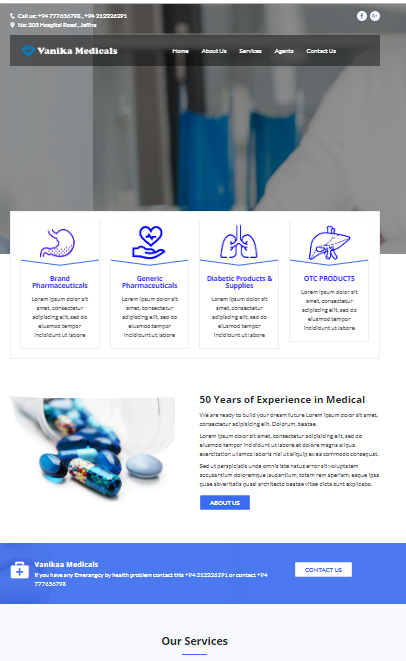 Call us: +94 777636798 , +94 212226291
No: 205 Hospital Road , Jaffna
Vanika Medicals
Home About Us Services Agents Contact Us
Brand
Pharmaceuticals
Lorem ipsum dolor sit
amet, consectetur
adipiscing elit, sed do
eiusmod tempor
incididunt ut labore
Generic
Pharmaceuticals
Lorem ipsum dolor sit
amet, consectetur
adipiscing elit, sed do
eiusmod tempor
incididunt ut labore
Diabetic Products &
Supplies
Lorem ipsum dolor sit
amet, consectetur
adipiscing elit, sed do
eiusmod tempor
incididunt ut labore
OTC PRODUCTS
Lorem ipsum dolor sit
amet, consectetur
adipiscing elit, sed do
eiusmod tempor
incididunt ut labore
50 Years of Experience in Medical
We are ready to build your dream future Lorem ipsum dolor sit amet,
consectetur adipisicing elit. Dolorum, beatae.
Lorem ipsum dolor sit amet, consectetur adipiscing elit, sed do
eiusmod tempor incididunt ut labore et dolore magna aliqua.
exercitation ullamco laboris nisi ut aliquip ex ea commodo consequat.
Sed ut perspiciatis unde omnis iste natus error sit voluptatem
accusantium doloremque laudantium, totam rem aperiam, eaque ipsa
quae abveritatis quasi architecto beatae vitae dicta sunt explicabo.
ABOUT US
Vanikaa Medicals
If you have any Emerangcy by health problem contact this +94 212226291 or contact +94
777636798
CONTACT US
Our Services